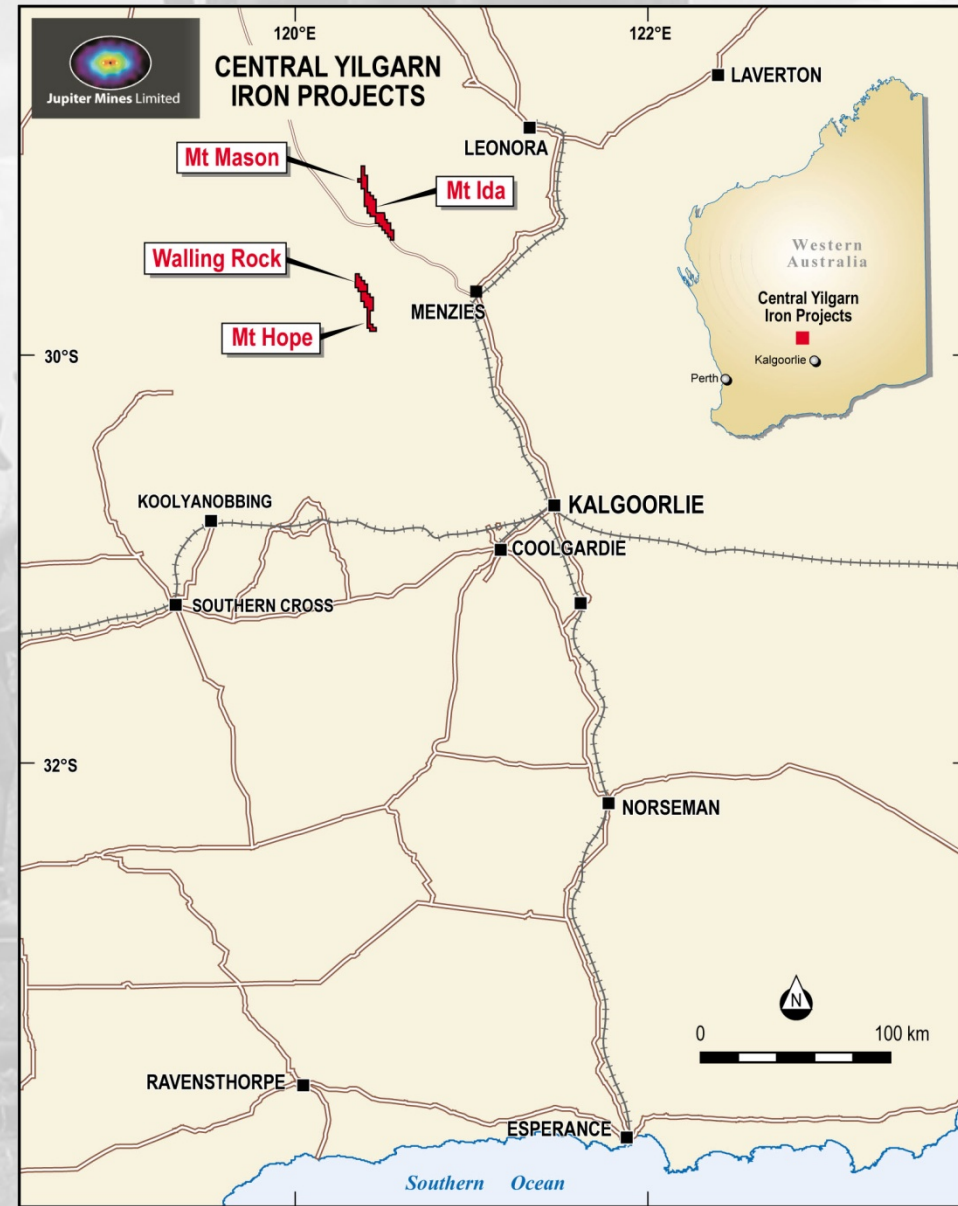 120°E
122°E
Jupiter Mines Limited
CENTRAL YILGARN
IRON PROJECTS
LAVERTON
LEONORA
Mt Mason
Mt Ida
Walling Rock
Mt Hope
MENZIES
30°S
Western
Australia
Central Yilgarn
Iron Projects
Kalgoorlie
Perth
KOOLYANOBBING
KALGOORLIE
COOLGARDIE
SOUTHERN CROSS
32°S
NORSEMAN
N
0 100 km
RAVENSTHORPE
ESPERANCE
Southern Ocean